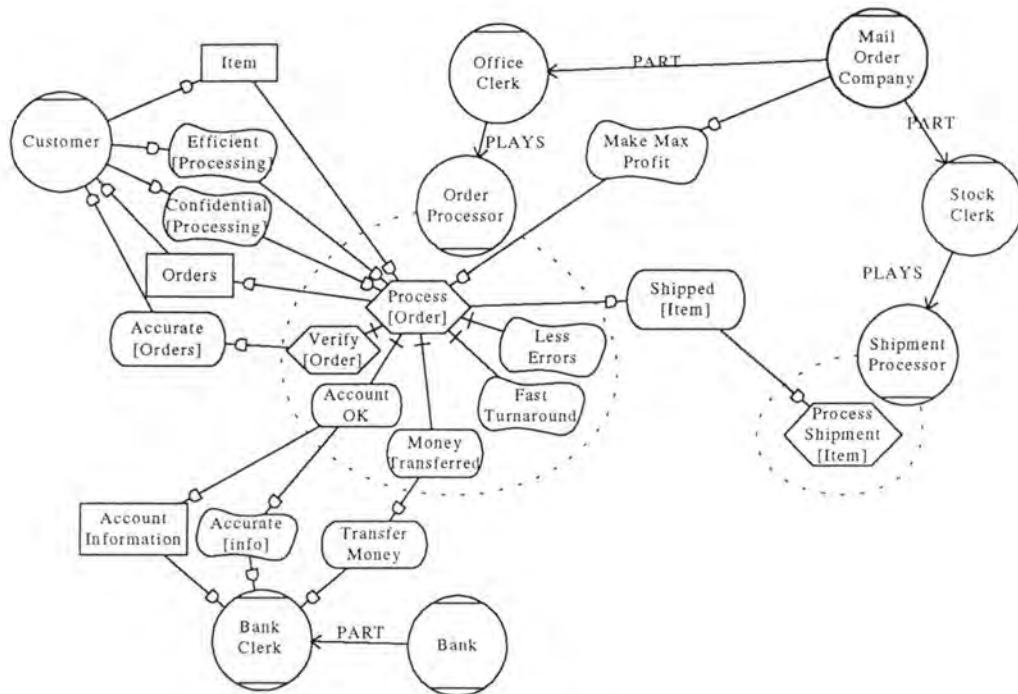 Item
Office
Clerk
PART
Mail
Order
Company
Customer
Efficient
[Processing]
PLAYS
Make Max
Profit
PART
Confidential
[Processing]
Order
Processor
Stock
Clerk
Orders
Process
[Order]
Shipped
[Item]
PLAYS
Accurate
[Orders]
Verify
[Order]
Less
Errors
Shipment
Processor
Account
OK
Fast
Turnaround
Process
Shipment
[Item]
Money
Transferred
Account
Information
Accurate
[info]
Transfer
Money
Bank
Clerk
PART
Bank